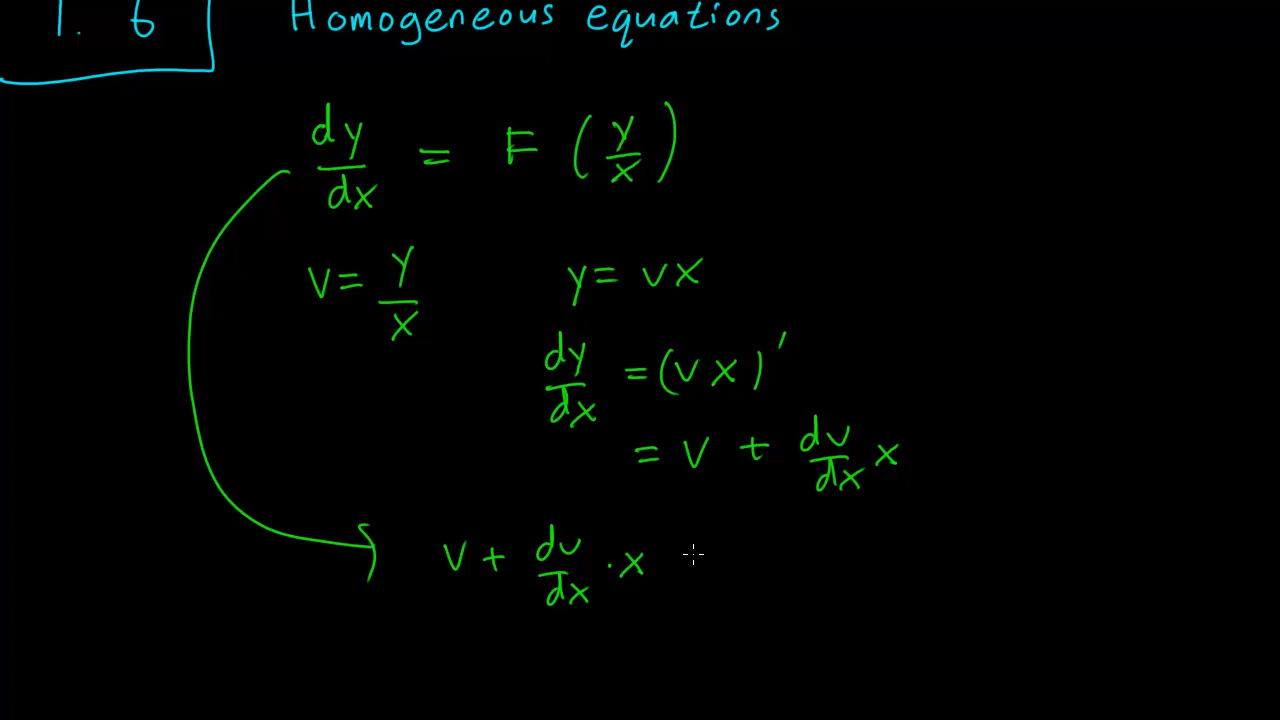 1. 6 Homogeneous equations
dy/dx = F (y/x)
v = y/x y = vx
dy/dx = (vx)'
= v + dv/dx x
v + dv/dx · x